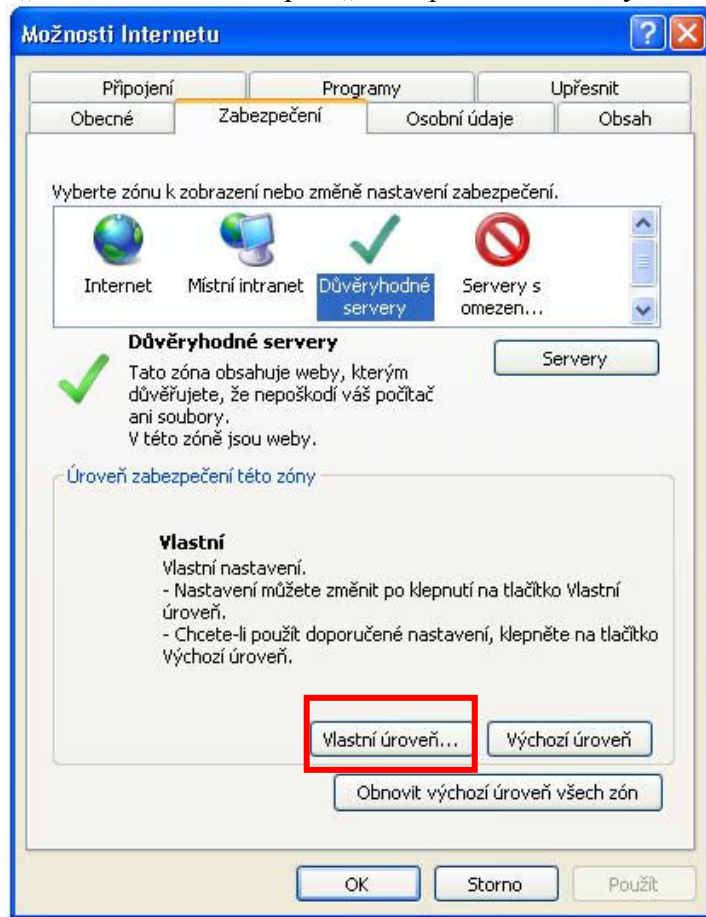 Možnosti Internetu
Připojení Programy Upřesnit
Obecné Zabezpečení Osobní údaje Obsah
Vyberte zónu k zobrazení nebo změně nastavení zabezpečení.
Internet Místní intranet Důvěryhodné servery Servery s omezen...
Důvěryhodné servery
Servery
Tato zóna obsahuje weby, kterým
důvěřujete, že nepoškodí váš počítač
ani soubory.
V této zóně jsou weby.
Úroveň zabezpečení této zóny
Vlastní
Vlastní nastavení.
- Nastavení můžete změnit po klepnutí na tlačítko Vlastní
úroveň.
- Chcete-li použít doporučené nastavení, klepněte na tlačítko
Výchozí úroveň.
Vlastní úroveň... Výchozí úroveň
Obnovit výchozí úroveň všech zón
OK Storno Použít